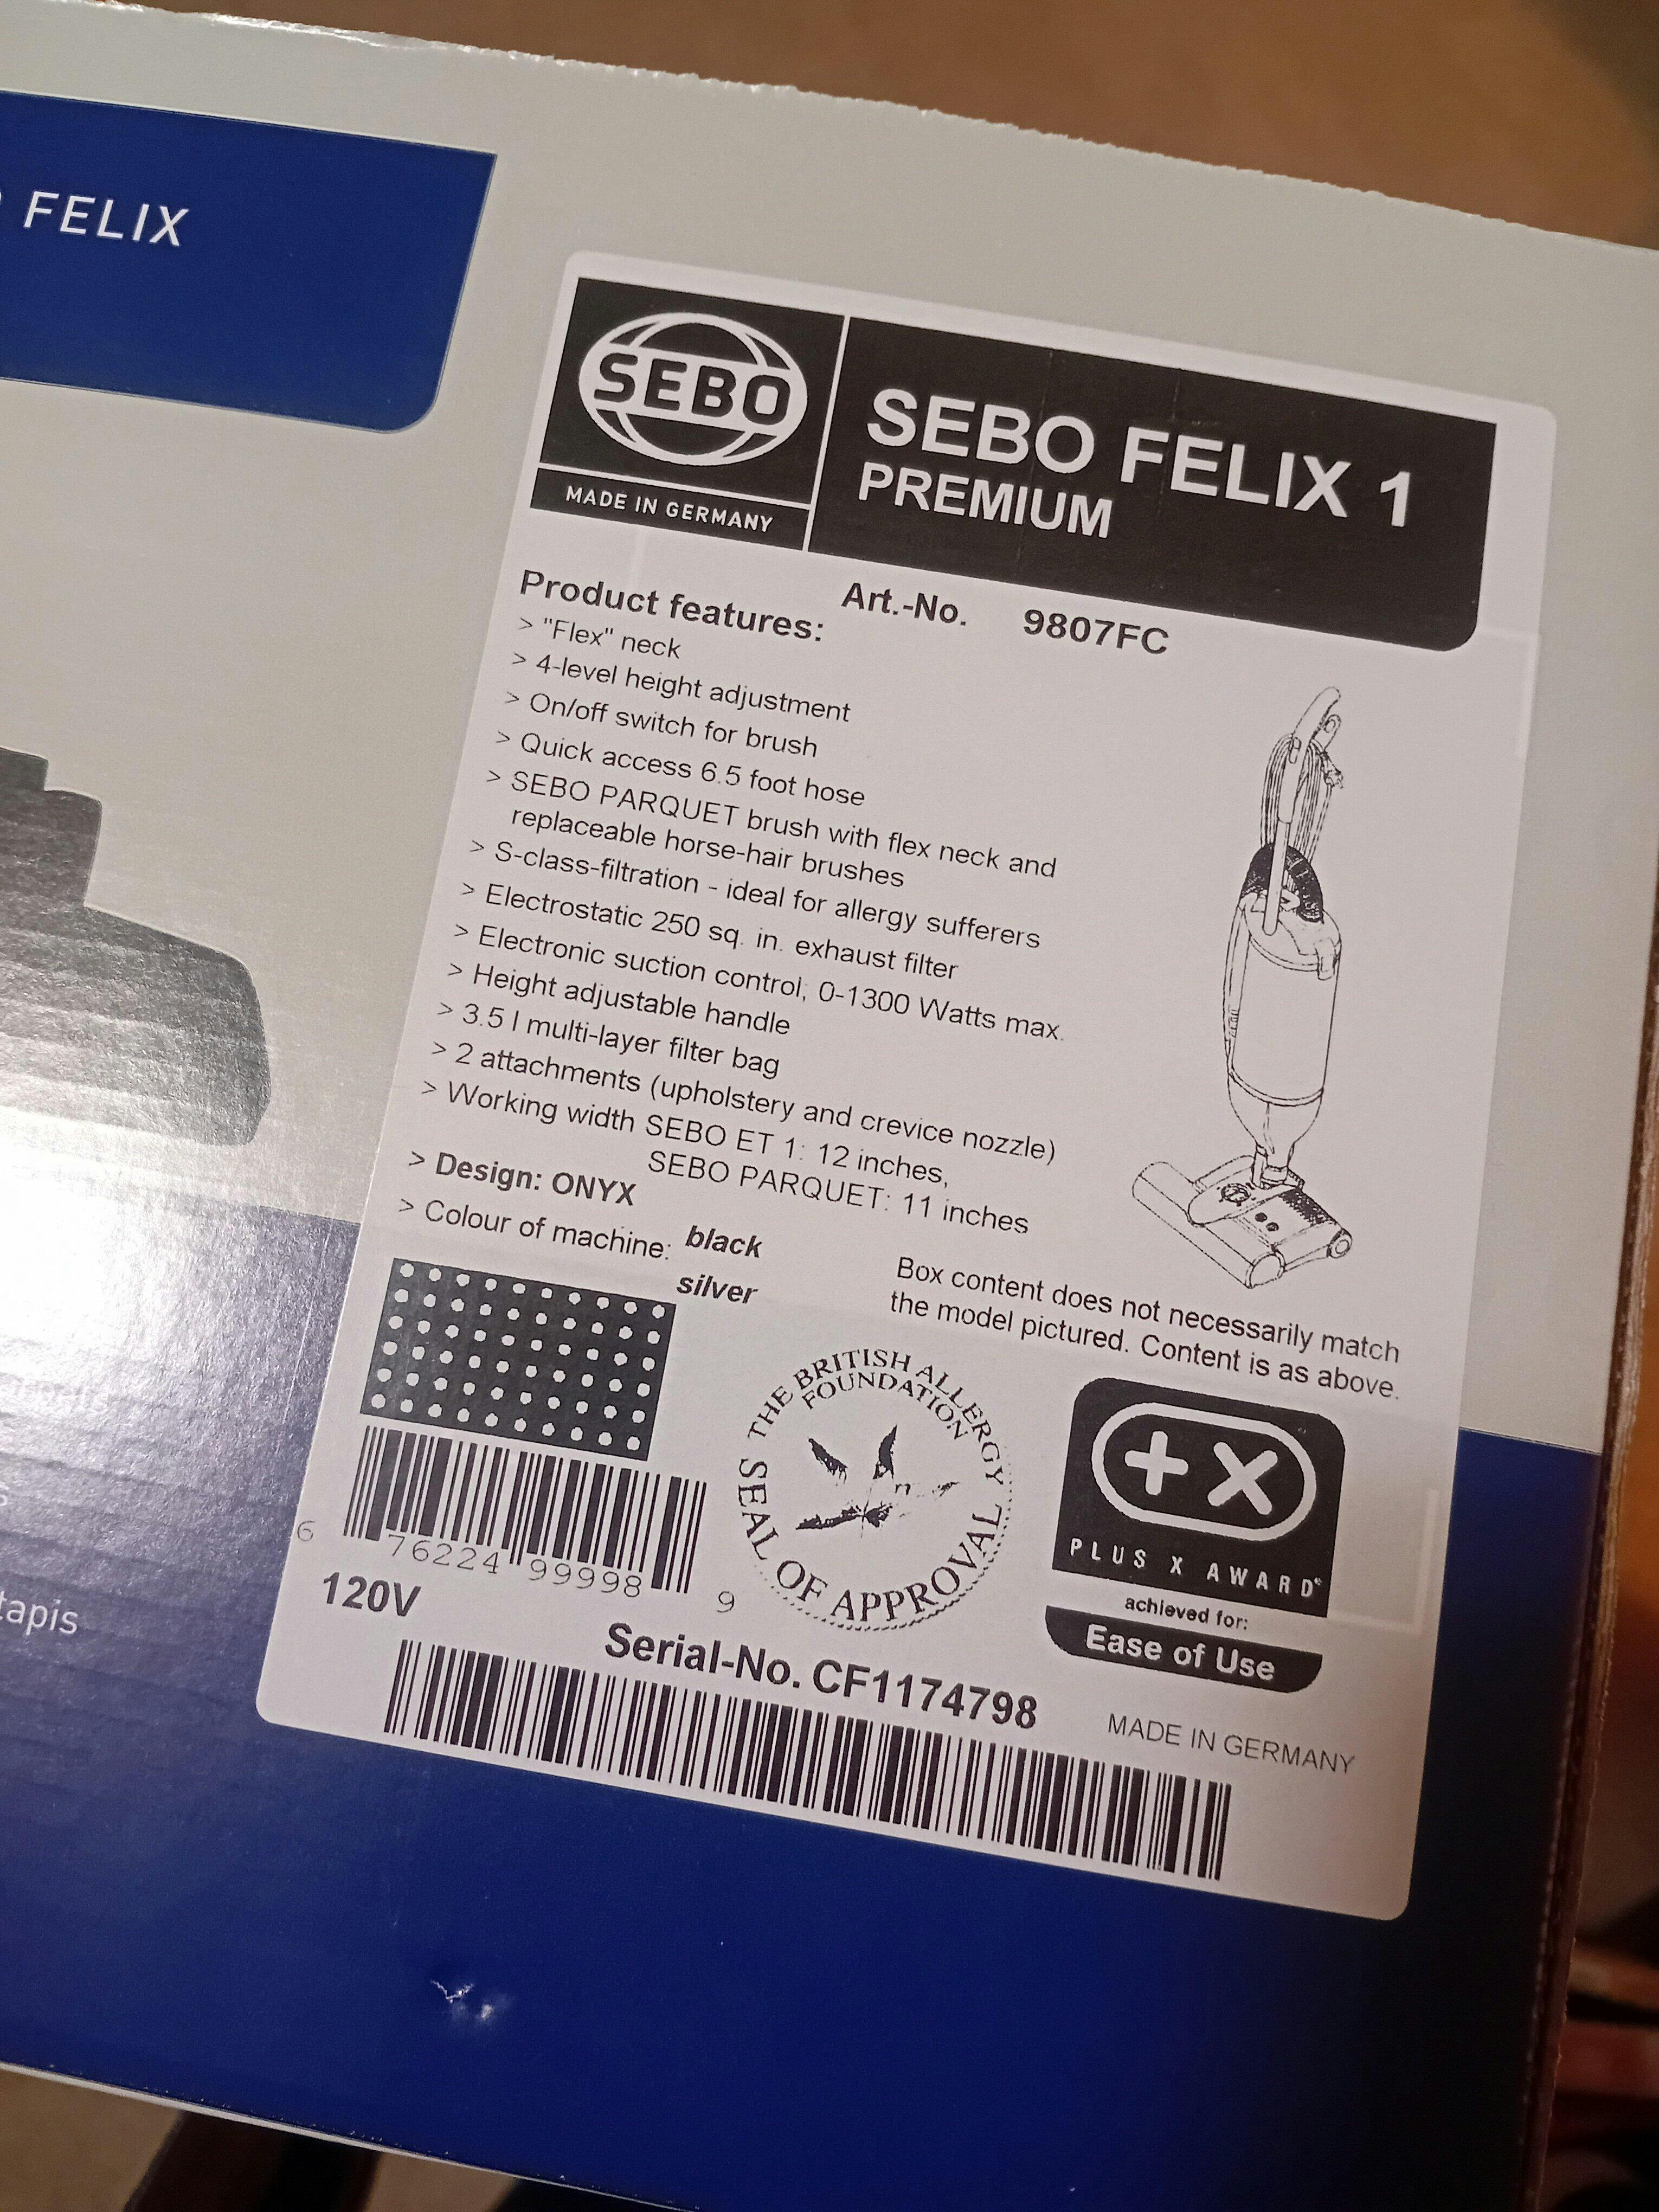 FELIX
SEBO
MADE IN GERMANY
SEBO FELIX 1
PREMIUM
Art.-No. 9807FC
Product features:
> "Flex" neck
> 4-level height adjustment
> On/off switch for brush
> Quick access 6.5 foot hose
> SEBO PARQUET brush with flex neck and
replaceable horse-hair brushes
> S-class-filtration - ideal for allergy sufferers
> Electrostatic 250 sq. in. exhaust filter
> Electronic suction control, 0-1300 Watts max.
> Height adjustable handle
> 3.5 l multi-layer filter bag
> 2 attachments (upholstery and crevice nozzle)
> Working width SEBO ET 1: 12 inches,
SEBO PARQUET: 11 inches
> Design: ONYX
> Colour of machine: black
silver
Box content does not necessarily match
the model pictured. Content is as above.
THE BRITISH ALLERGY
FOUNDATION
SEAL OF APPROVAL
+ X
PLUS X AWARD®
achieved for:
Ease of Use
6 76224 99998 9
120V
Serial-No. CF1174798
MADE IN GERMANY
tapis